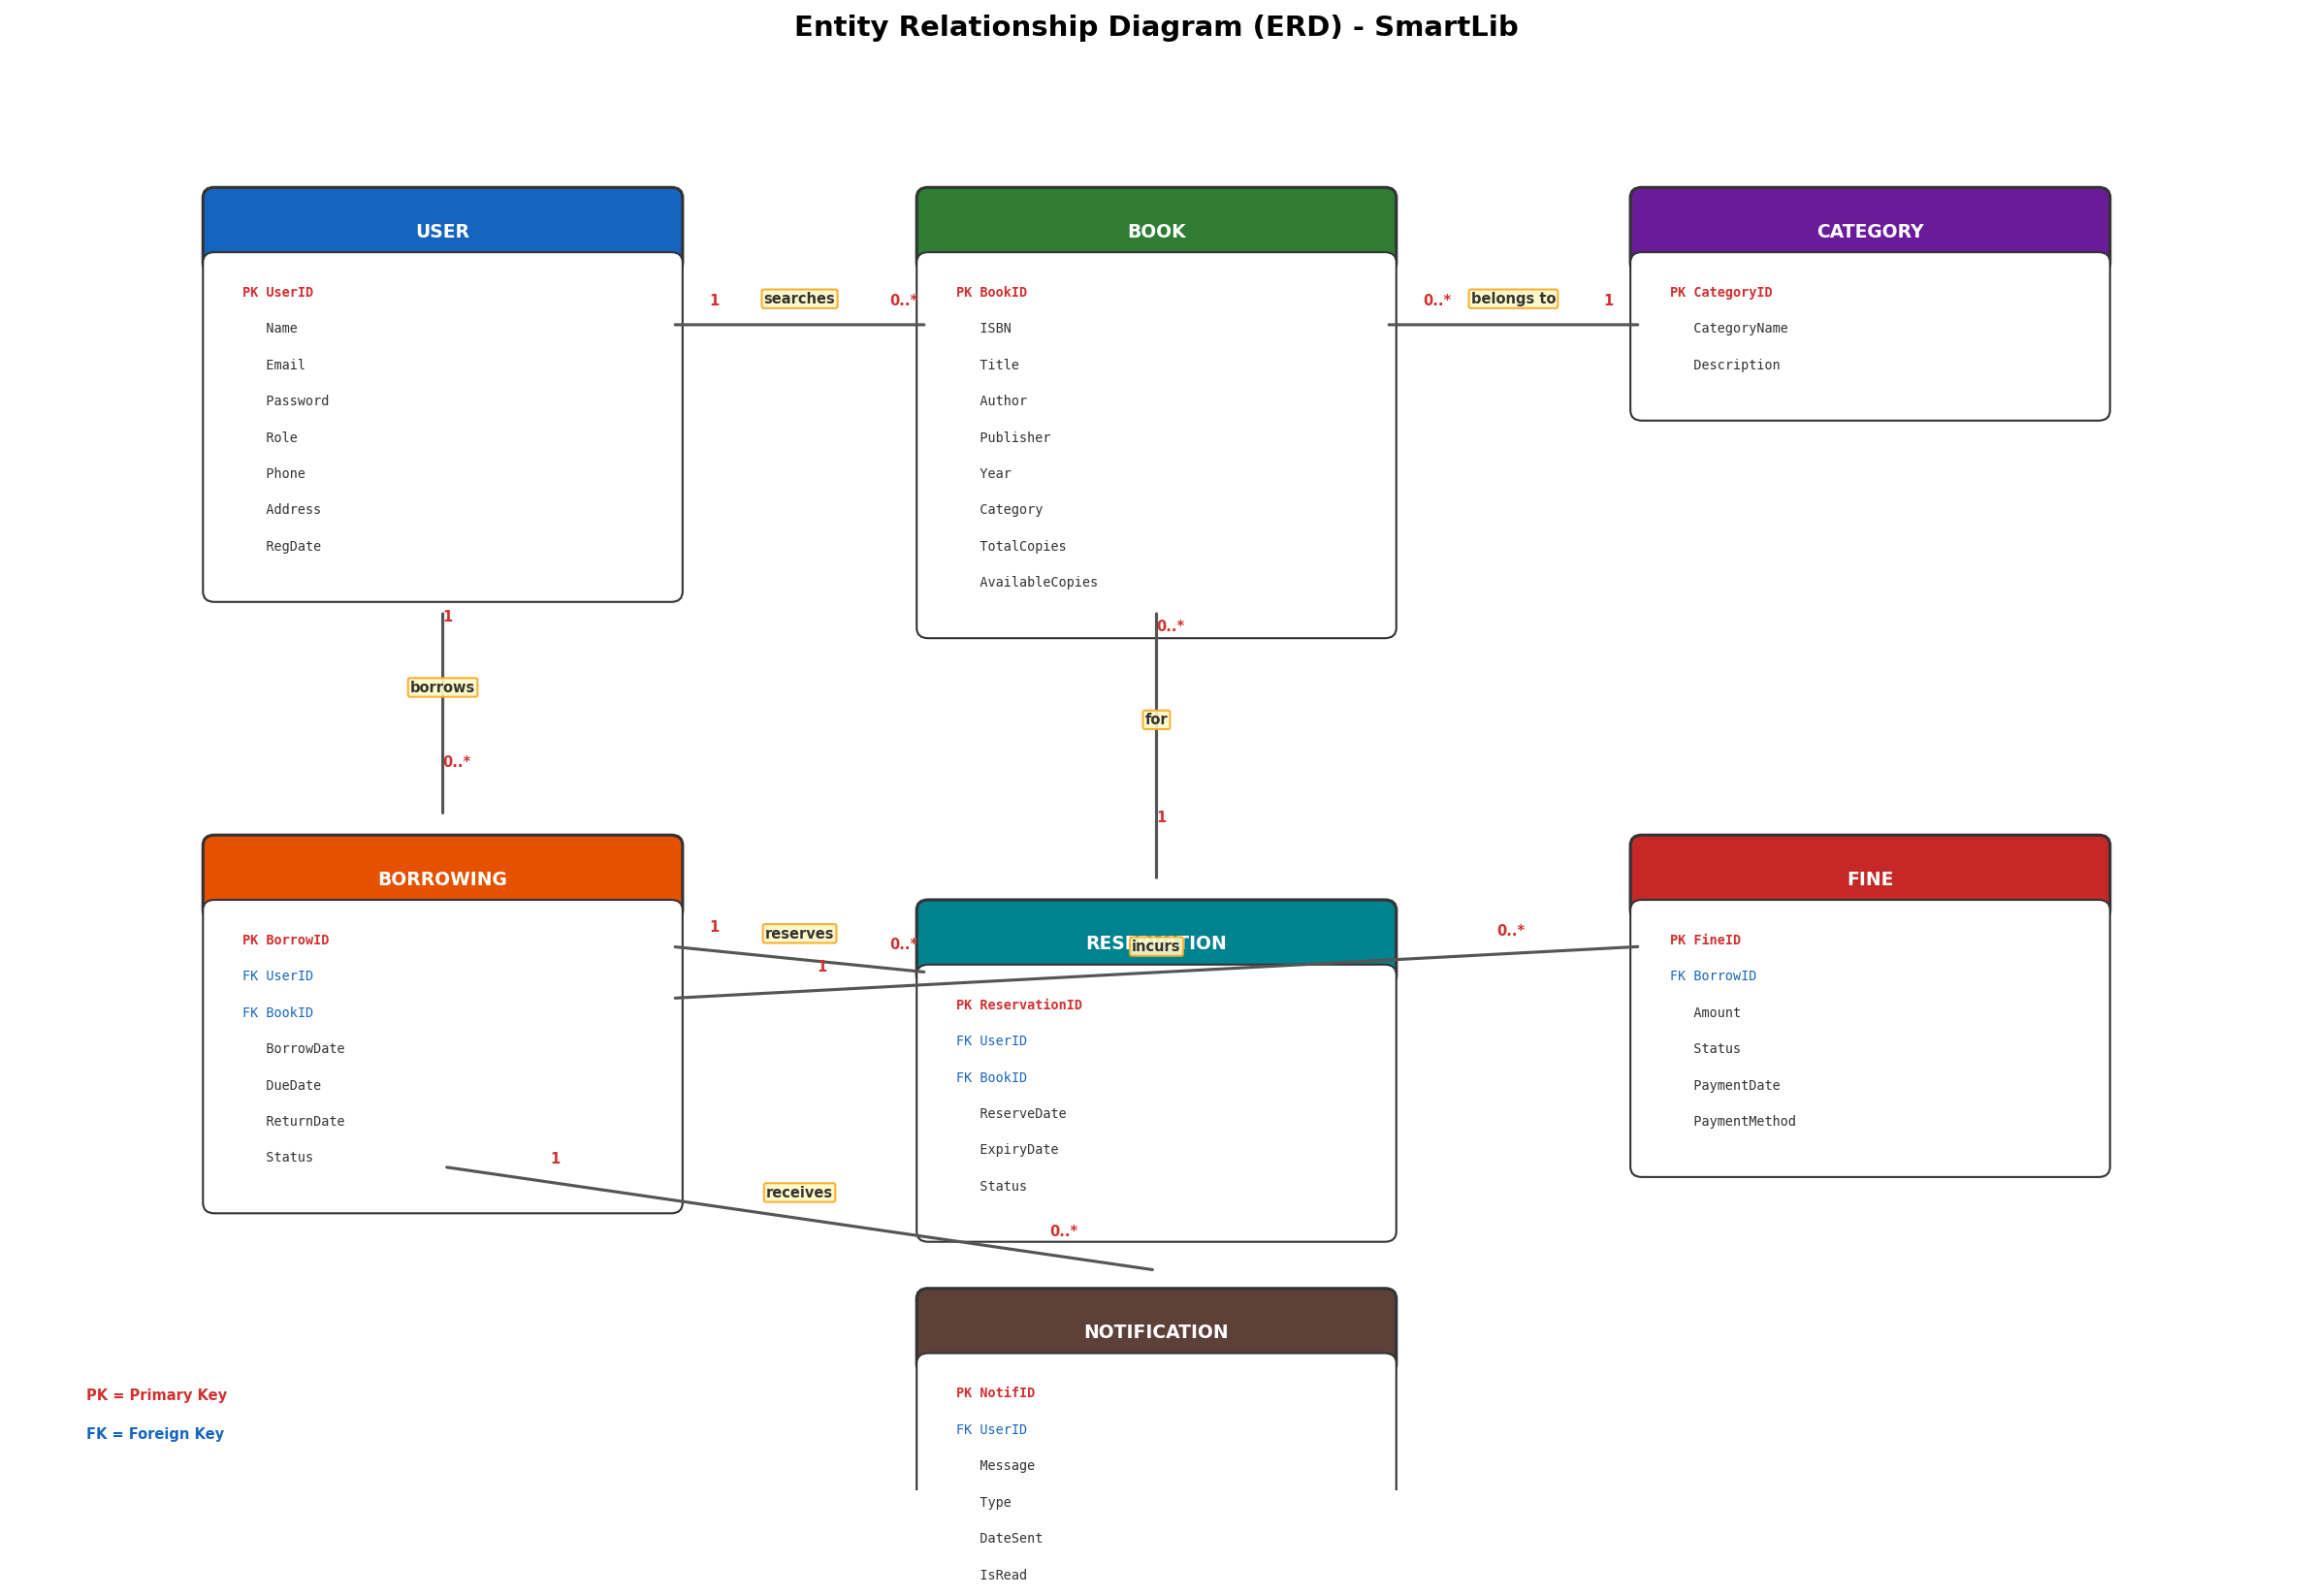 Entity Relationship Diagram (ERD) - SmartLib
USER
PK UserID
Name
Email
Password
Role
Phone
Address
RegDate
1
searches
0..*
BOOK
PK BookID
ISBN
Title
Author
Publisher
Year
Category
TotalCopies
AvailableCopies
0..*
belongs to
1
CATEGORY
PK CategoryID
CategoryName
Description
1
borrows
0..*
0..*
for
1
BORROWING
PK BorrowID
FK UserID
FK BookID
BorrowDate
DueDate
ReturnDate
Status
1
reserves
0..*
1
incurs
0..*
PK ReservationID
FK UserID
FK BookID
ReserveDate
ExpiryDate
Status
FINE
PK FineID
FK BorrowID
Amount
Status
PaymentDate
PaymentMethod
1
receives
0..*
NOTIFICATION
PK NotifID
FK UserID
Message
Type
DateSent
IsRead
PK = Primary Key
FK = Foreign Key